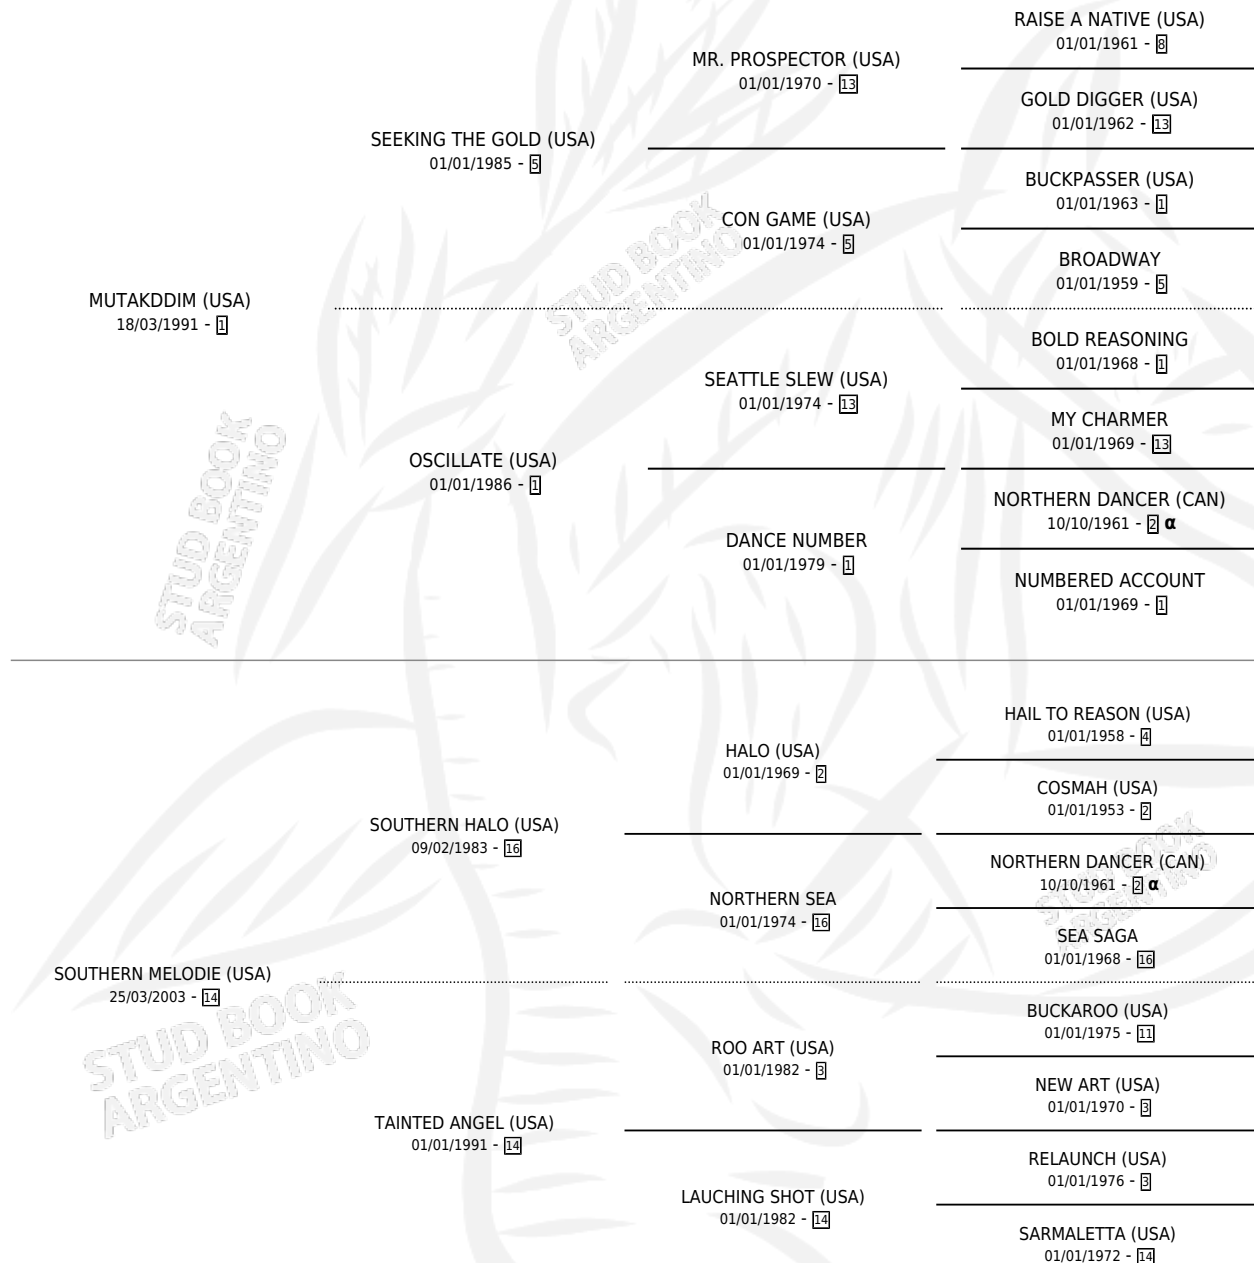 RAISE A NATIVE (USA)
01/01/1961 - 8
MR. PROSPECTOR (USA)
01/01/1970 - 13
GOLD DIGGER (USA)
01/01/1962 - 13
SEEKING THE GOLD (USA)
01/01/1985 - 5
BUCKPASSER (USA)
01/01/1963 - 1
CON GAME (USA)
01/01/1974 - 5
BROADWAY
01/01/1959 - 5
MUTAKDDIM (USA)
18/03/1991 - 1
BOLD REASONING
01/01/1968 - 1
SEATTLE SLEW (USA)
01/01/1974 - 13
MY CHARMER
01/01/1969 - 13
OSCILLATE (USA)
01/01/1986 - 1
NORTHERN DANCER (CAN)
10/10/1961 - 2 α
DANCE NUMBER
01/01/1979 - 1
NUMBERED ACCOUNT
01/01/1969 - 1
HAIL TO REASON (USA)
01/01/1958 - 4
HALO (USA)
01/01/1969 - 2
COSMAH (USA)
01/01/1953 - 2
SOUTHERN HALO (USA)
09/02/1983 - 16
NORTHERN DANCER (CAN)
10/10/1961 - 2 α
NORTHERN SEA
01/01/1974 - 16
SEA SAGA
01/01/1968 - 16
SOUTHERN MELODIE (USA)
25/03/2003 - 14
BUCKAROO (USA)
01/01/1975 - 11
ROO ART (USA)
01/01/1982 - 3
NEW ART (USA)
01/01/1970 - 3
TAINTED ANGEL (USA)
01/01/1991 - 14
RELAUNCH (USA)
01/01/1976 - 3
LAUCHING SHOT (USA)
01/01/1982 - 14
SARMALETTA (USA)
01/01/1972 - 14
STUD BOOK
ARGENTINO
STUD BOOK
ARGENTINO
STUD BOOK
ARGENTINO
STUD BOOK
ARGENTINO